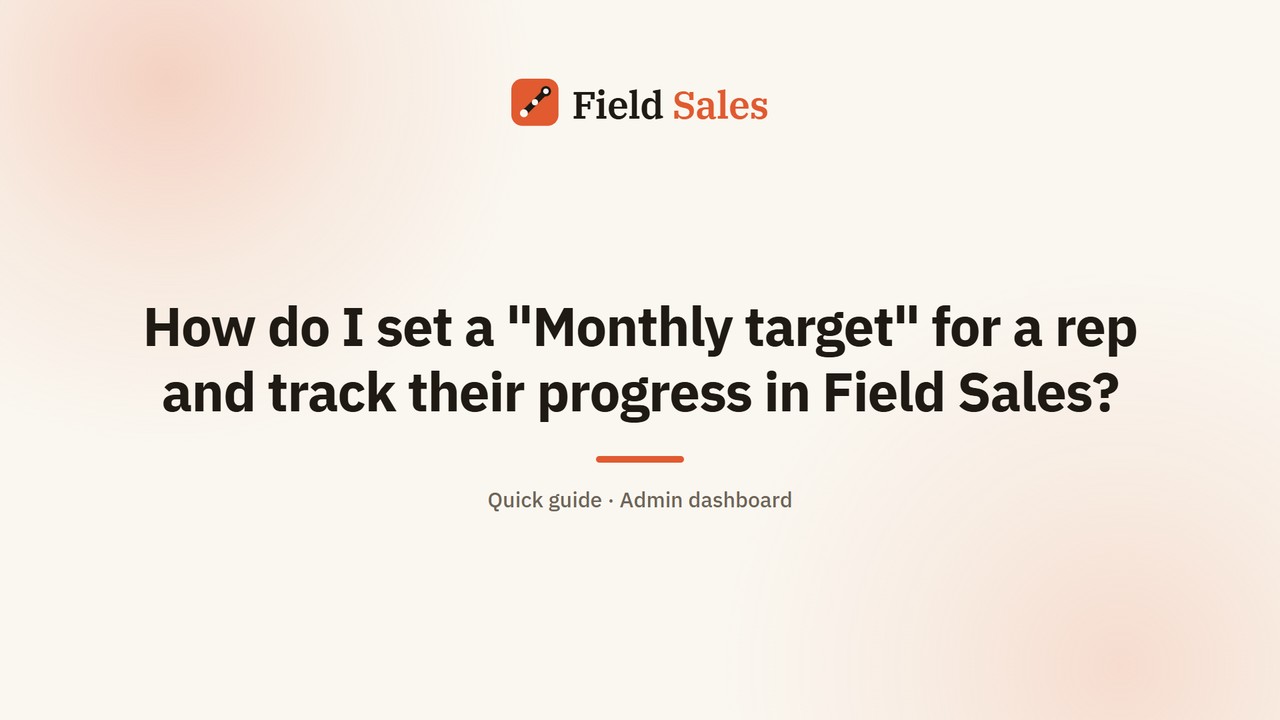 Field Sales
How do I set a "Monthly target" for a rep
and track their progress in Field Sales?
Quick guide · Admin dashboard